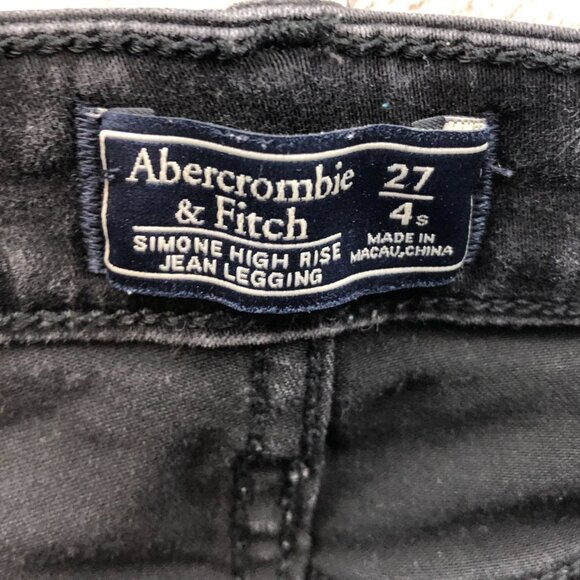 Abercrombie
& Fitch
SIMONE HIGH RISE
JEAN LEGGING
27
4s
MADE IN
MACAU, CHINA